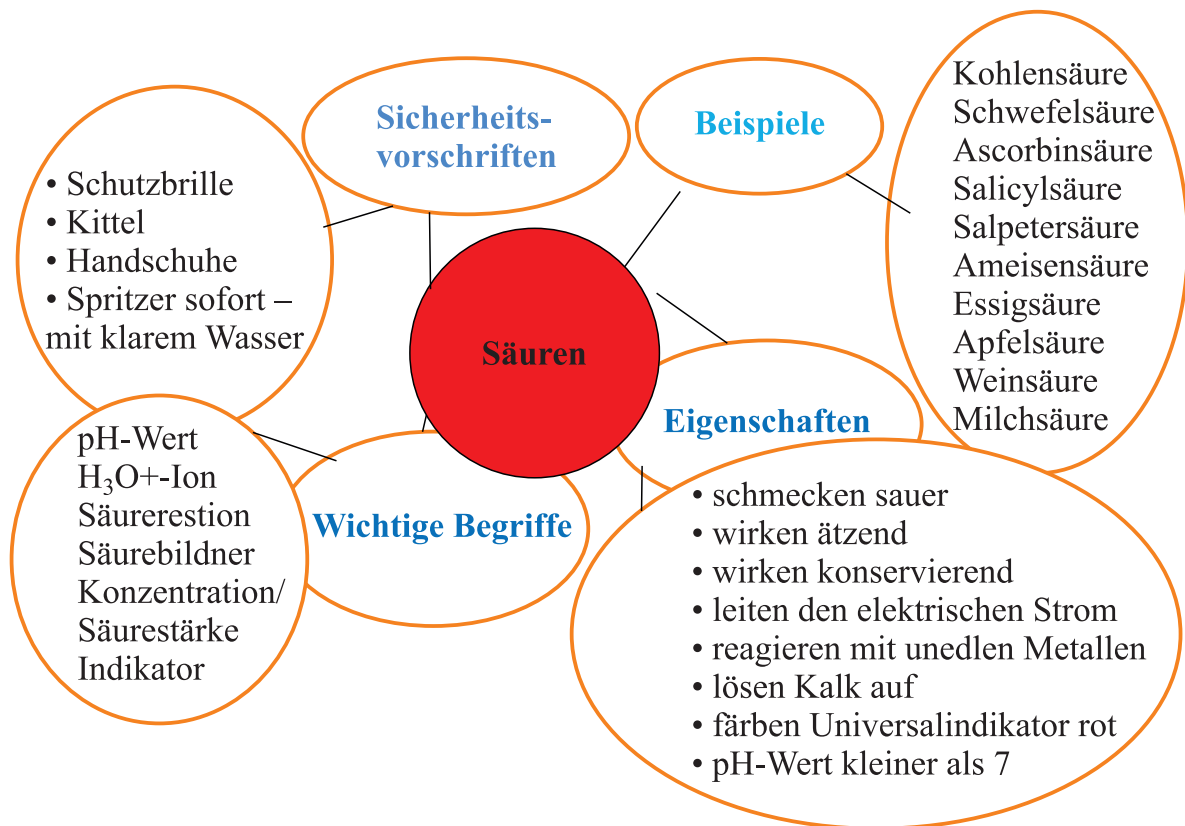 Säuren
Sicherheits-
vorschriften
• Schutzbrille
• Kittel
• Handschuhe
• Spritzer sofort –
mit klarem Wasser
Beispiele
Kohlensäure
Schwefelsäure
Ascorbinsäure
Salicylsäure
Salpetersäure
Ameisensäure
Essigsäure
Apfelsäure
Weinsäure
Milchsäure
Wichtige Begriffe
pH-Wert
H₃O+-Ion
Säurerestion
Säurebildner
Konzentration/
Säurestärke
Indikator
Eigenschaften
• schmecken sauer
• wirken ätzend
• wirken konservierend
• leiten den elektrischen Strom
• reagieren mit unedlen Metallen
• lösen Kalk auf
• färben Universalindikator rot
• pH-Wert kleiner als 7